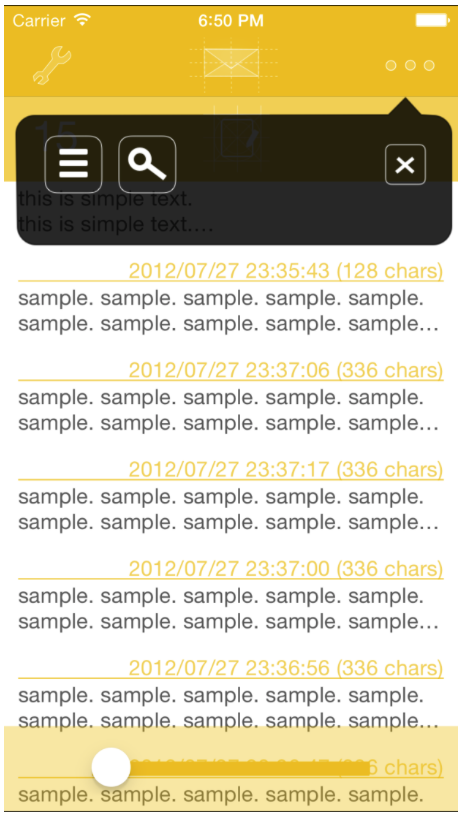 Carrier 6:50 PM
15
this is simple text.
this is simple text....
2012/07/27 23:35:43 (128 chars)
sample. sample. sample. sample. sample.
sample. sample. sample. sample. sample...
2012/07/27 23:37:06 (336 chars)
sample. sample. sample. sample. sample.
sample. sample. sample. sample. sample...
2012/07/27 23:37:17 (336 chars)
sample. sample. sample. sample. sample.
sample. sample. sample. sample. sample...
2012/07/27 23:37:00 (336 chars)
sample. sample. sample. sample. sample.
sample. sample. sample. sample. sample...
2012/07/27 23:36:56 (336 chars)
sample. sample. sample. sample. sample.
sample. sample. sample. sample. sample...
chars)
sample. sample. sample. sample. sample.